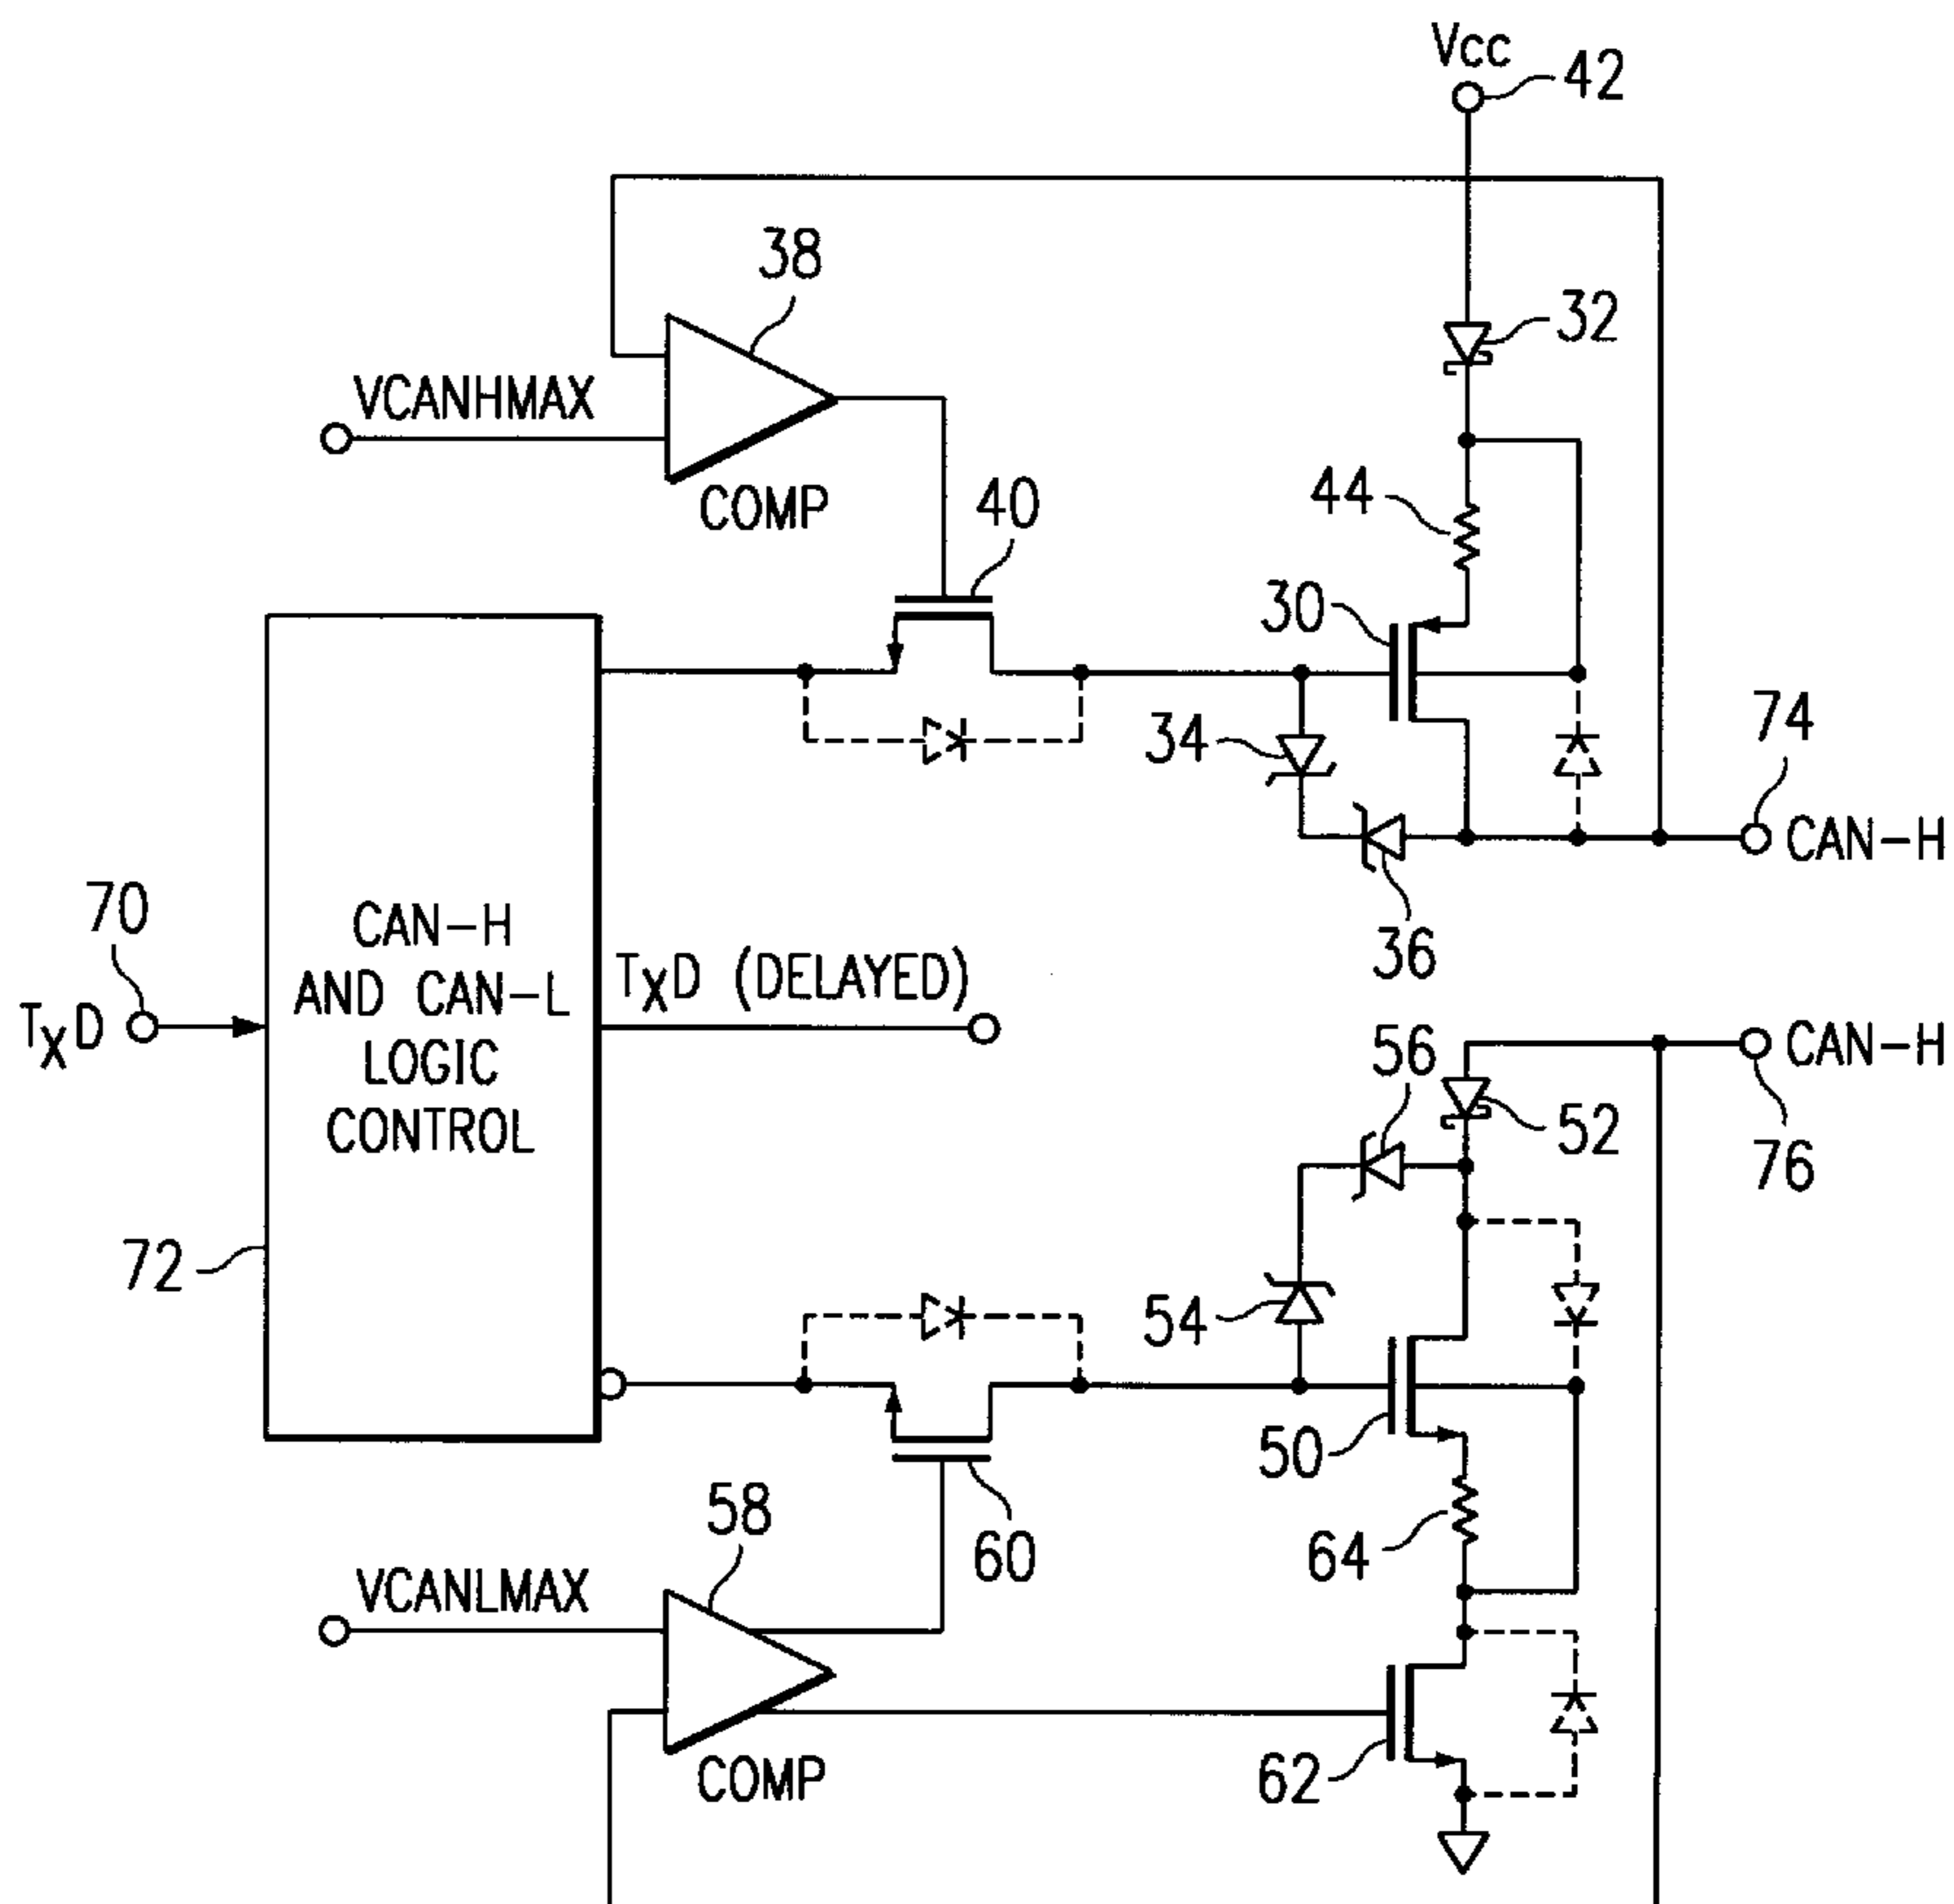 Vcc
42
38
32
VCANHMAX
COMP
40
44
30
34
74
CAN-H
36
70
TXD
CAN-H
AND CAN-L
LOGIC
CONTROL
TXD (DELAYED)
56
CAN-H
52
76
72
54
50
58
60
64
VCANLMAX
COMP
62